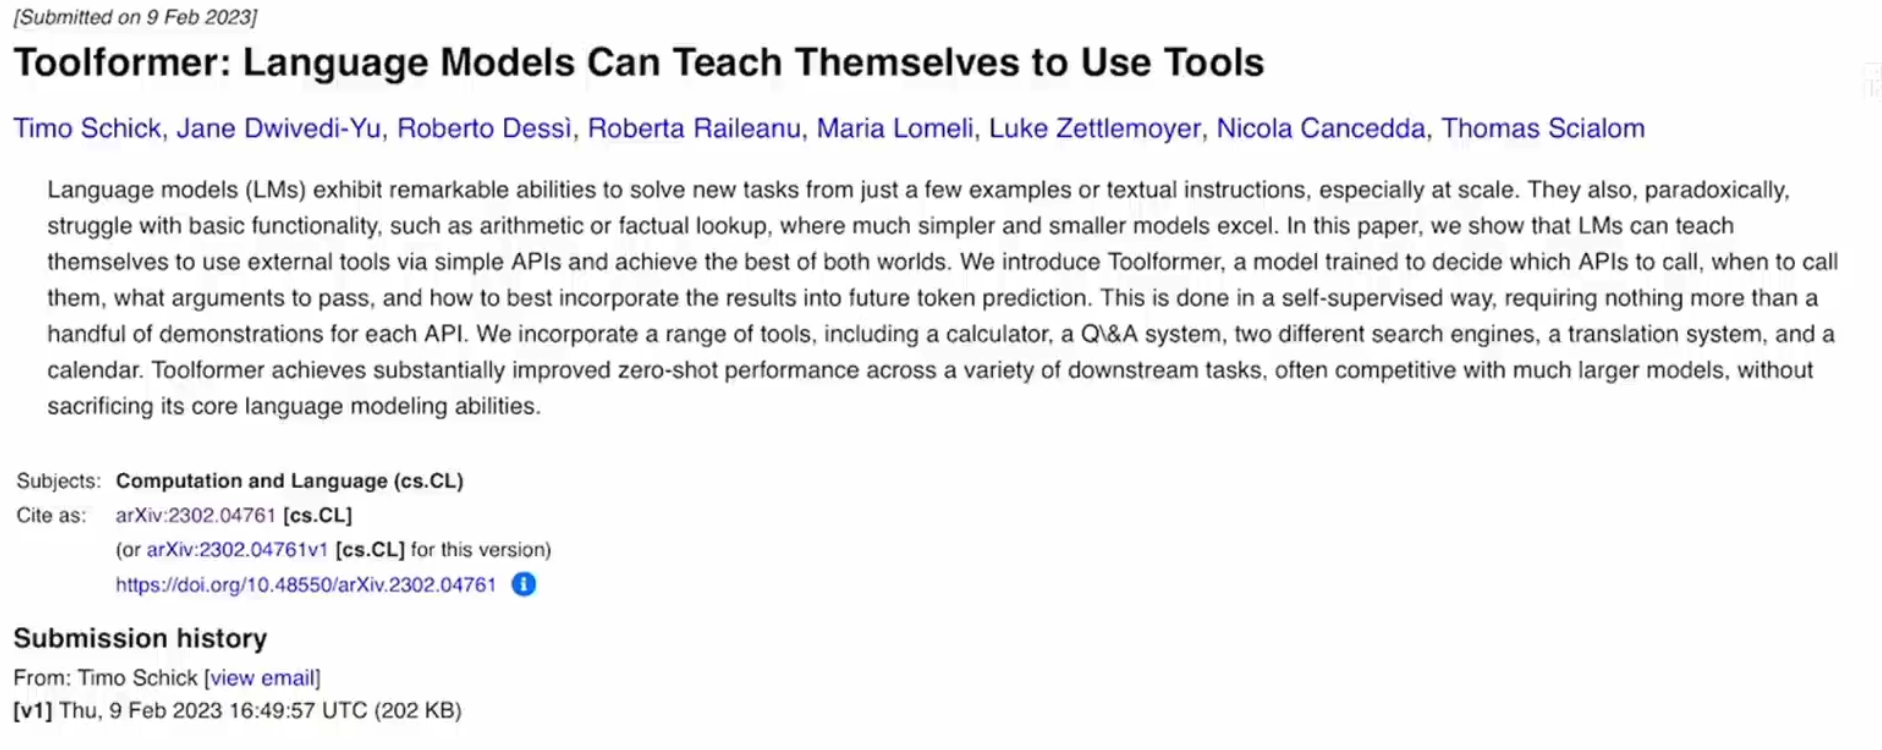 [Submitted on 9 Feb 2023]
Toolformer: Language Models Can Teach Themselves to Use Tools
Timo Schick, Jane Dwivedi-Yu, Roberto Dessì, Roberta Raileanu, Maria Lomeli, Luke Zettlemoyer, Nicola Cancedda, Thomas Scialom
Language models (LMs) exhibit remarkable abilities to solve new tasks from just a few examples or textual instructions, especially at scale. They also, paradoxically,
struggle with basic functionality, such as arithmetic or factual lookup, where much simpler and smaller models excel. In this paper, we show that LMs can teach
themselves to use external tools via simple APIs and achieve the best of both worlds. We introduce Toolformer, a model trained to decide which APIs to call, when to call
them, what arguments to pass, and how to best incorporate the results into future token prediction. This is done in a self-supervised way, requiring nothing more than a
handful of demonstrations for each API. We incorporate a range of tools, including a calculator, a Q\&A system, two different search engines, a translation system, and a
calendar. Toolformer achieves substantially improved zero-shot performance across a variety of downstream tasks, often competitive with much larger models, without
sacrificing its core language modeling abilities.
Subjects: Computation and Language (cs.CL)
Cite as: arXiv:2302.04761 [cs.CL]
(or arXiv:2302.04761v1 [cs.CL] for this version)
https://doi.org/10.48550/arXiv.2302.04761
Submission history
From: Timo Schick [view email]
[v1] Thu, 9 Feb 2023 16:49:57 UTC (202 KB)